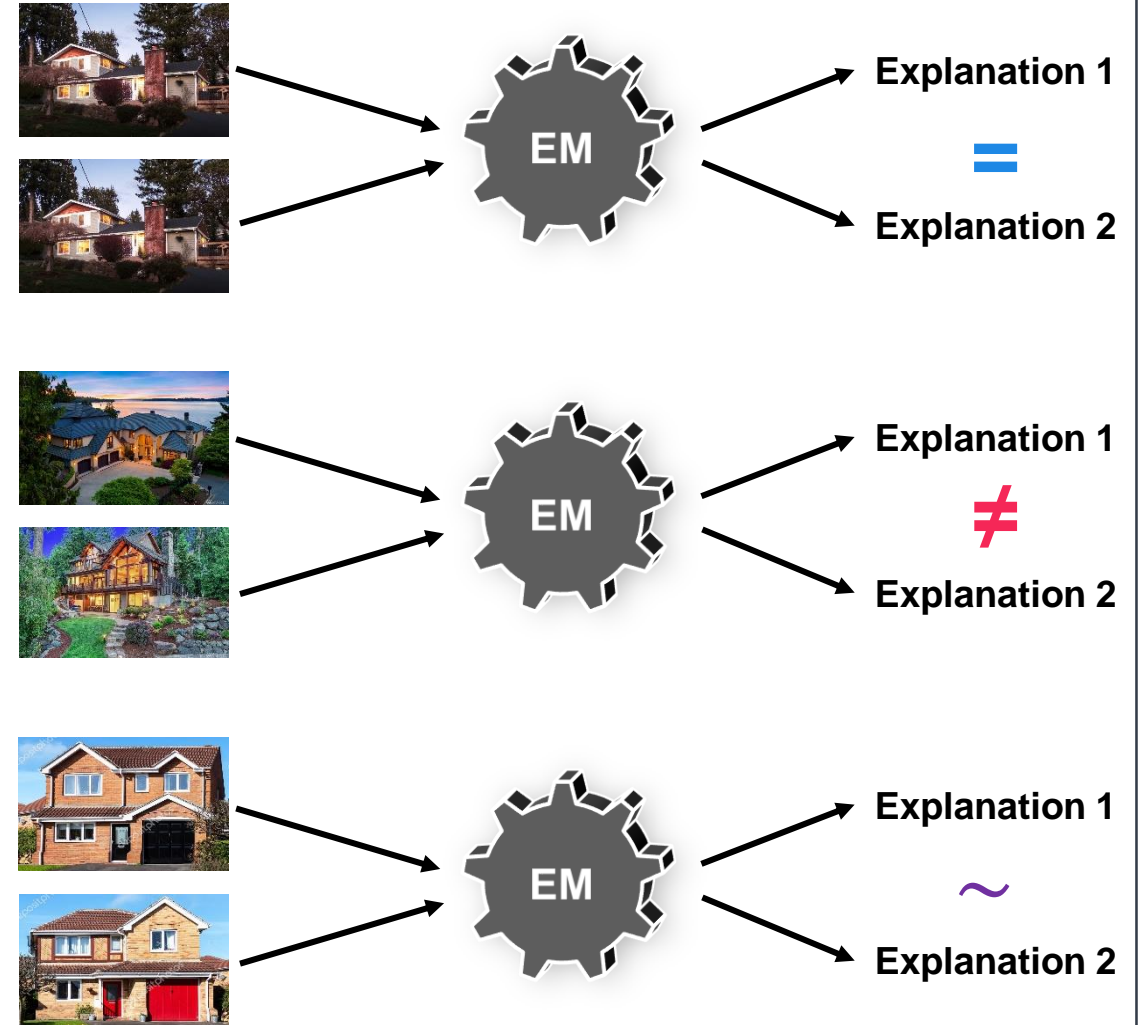 EM
Explanation 1
=
Explanation 2
EM
Explanation 1
≠
Explanation 2
EM
Explanation 1
~
Explanation 2